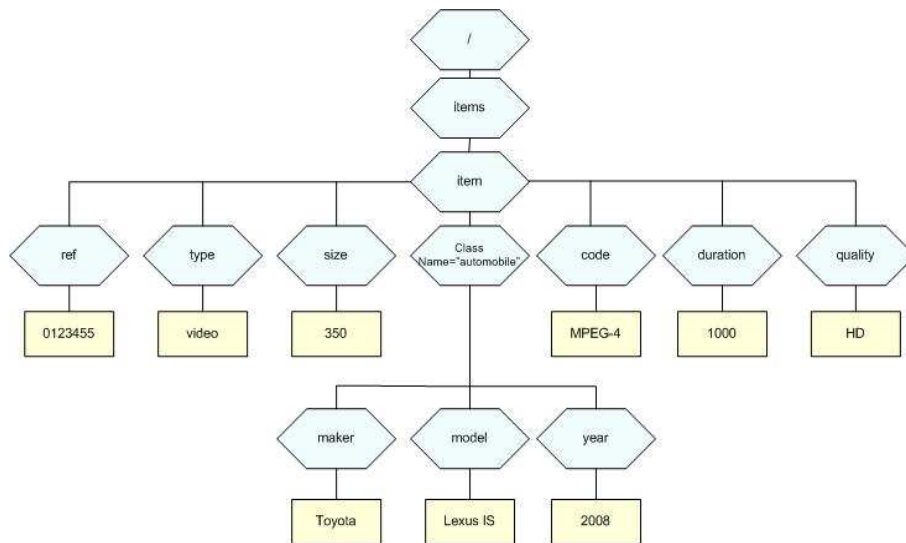 /
items
item
ref
type
size
Class
Name="automobile"
code
duration
quality
0123455
video
350
MPEG-4
1000
HD
maker
model
year
Toyota
Lexus IS
2008